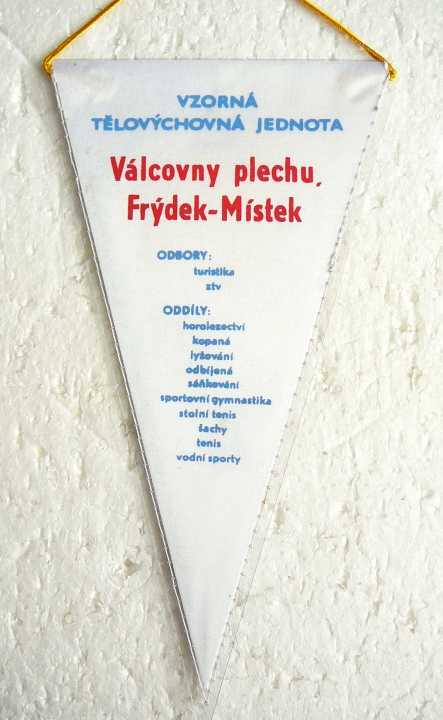 VZORNÁ
TĚLOVÝCHOVNÁ JEDNOTA
Válcovny plechu,
Frýdek-Místek
ODBORY:
turistika
ztv
ODDÍLY:
horolezectví
kopaná
lyžování
odbíjená
sáňkování
sportovní gymnastika
stolní tenis
šachy
tenis
vodní sporty